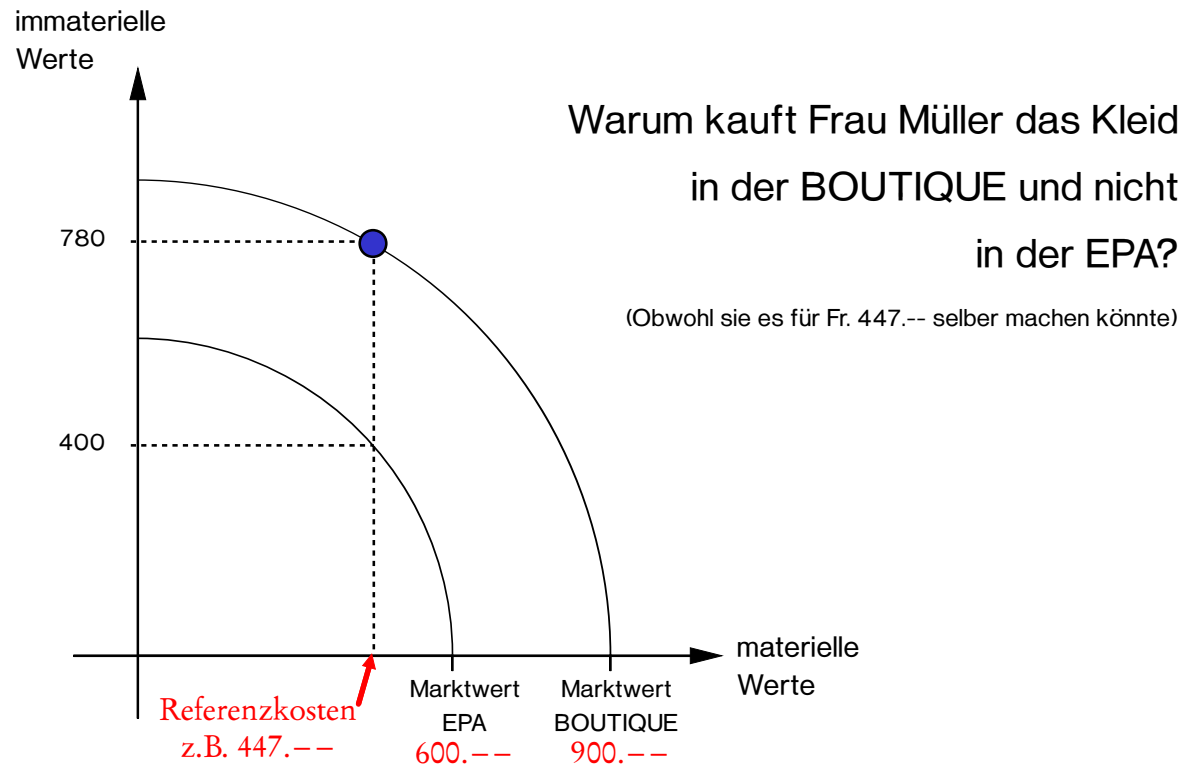 immaterielle
Werte
Warum kauft Frau Müller das Kleid
in der BOUTIQUE und nicht
in der EPA?
(Obwohl sie es für Fr. 447.-- selber machen könnte)
780
400
materielle
Werte
Referenzkosten
z.B. 447.––
Marktwert
EPA
600.––
Marktwert
BOUTIQUE
900.––